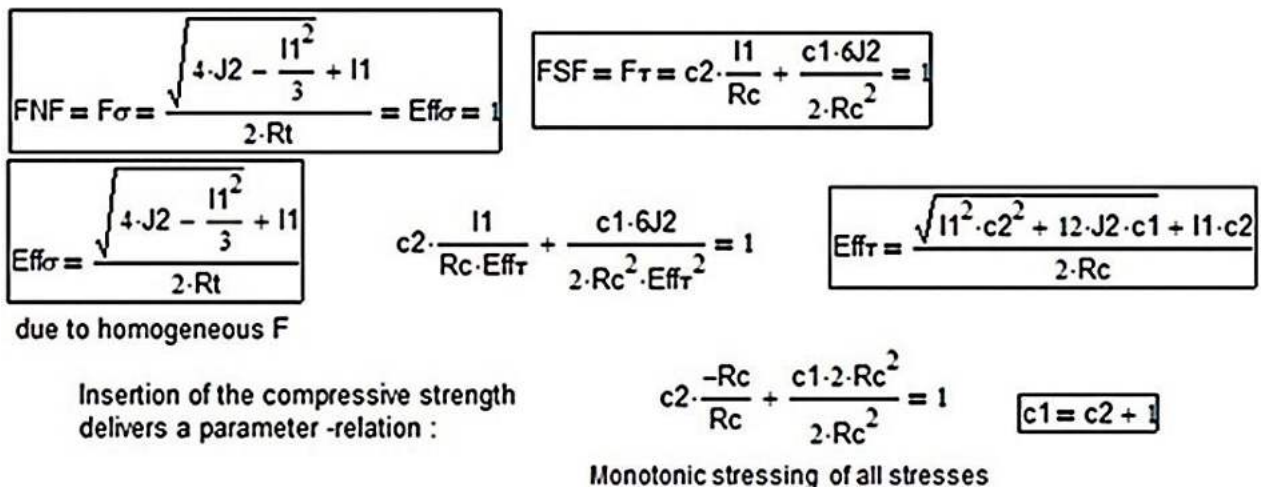 FNF = Fσ = (√(4·J2 − I1²/3) + I1)/(2·Rt) = Effσ = 1
FSF = Fτ = c2·I1/Rc + c1·6J2/(2·Rc²) = 1
Effσ = (√(4·J2 − I1²/3) + I1)/(2·Rt)
c2·I1/(Rc·Effτ) + c1·6J2/(2·Rc²·Effτ²) = 1
Effτ = (√(I1²·c2² + 12·J2·c1) + I1·c2)/(2·Rc)
due to homogeneous F
Insertion of the compressive strength
delivers a parameter -relation :
c2·−Rc/Rc + c1·2·Rc²/(2·Rc²) = 1
c1 = c2 + 1
Monotonic stressing of all stresses